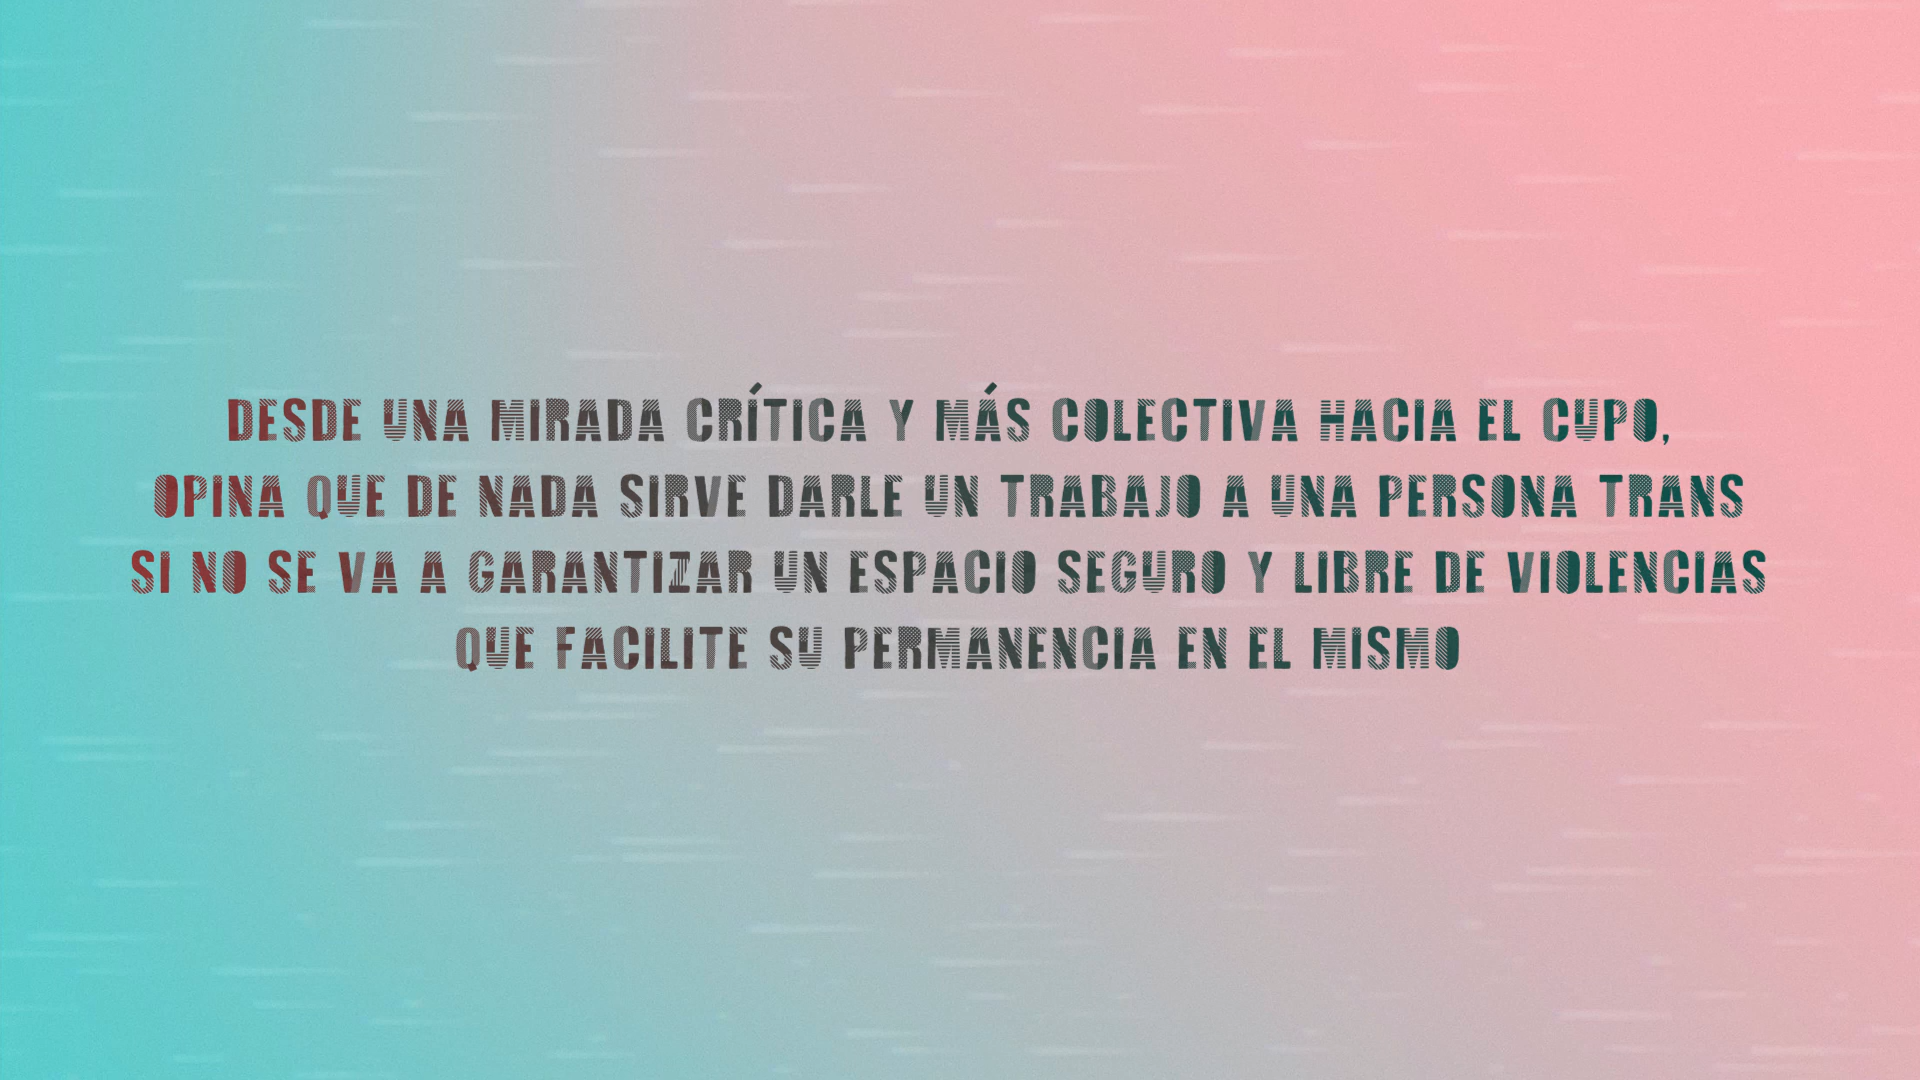 DESDE UNA MIRADA CRÍTICA Y MÁS COLECTIVA HACIA EL CUPO,
OPINA QUE DE NADA SIRVE DARLE UN TRABAJO A UNA PERSONA TRANS
SI NO SE VA A GARANTIZAR UN ESPACIO SEGURO Y LIBRE DE VIOLENCIAS
QUE FACILITE SU PERMANENCIA EN EL MISMO